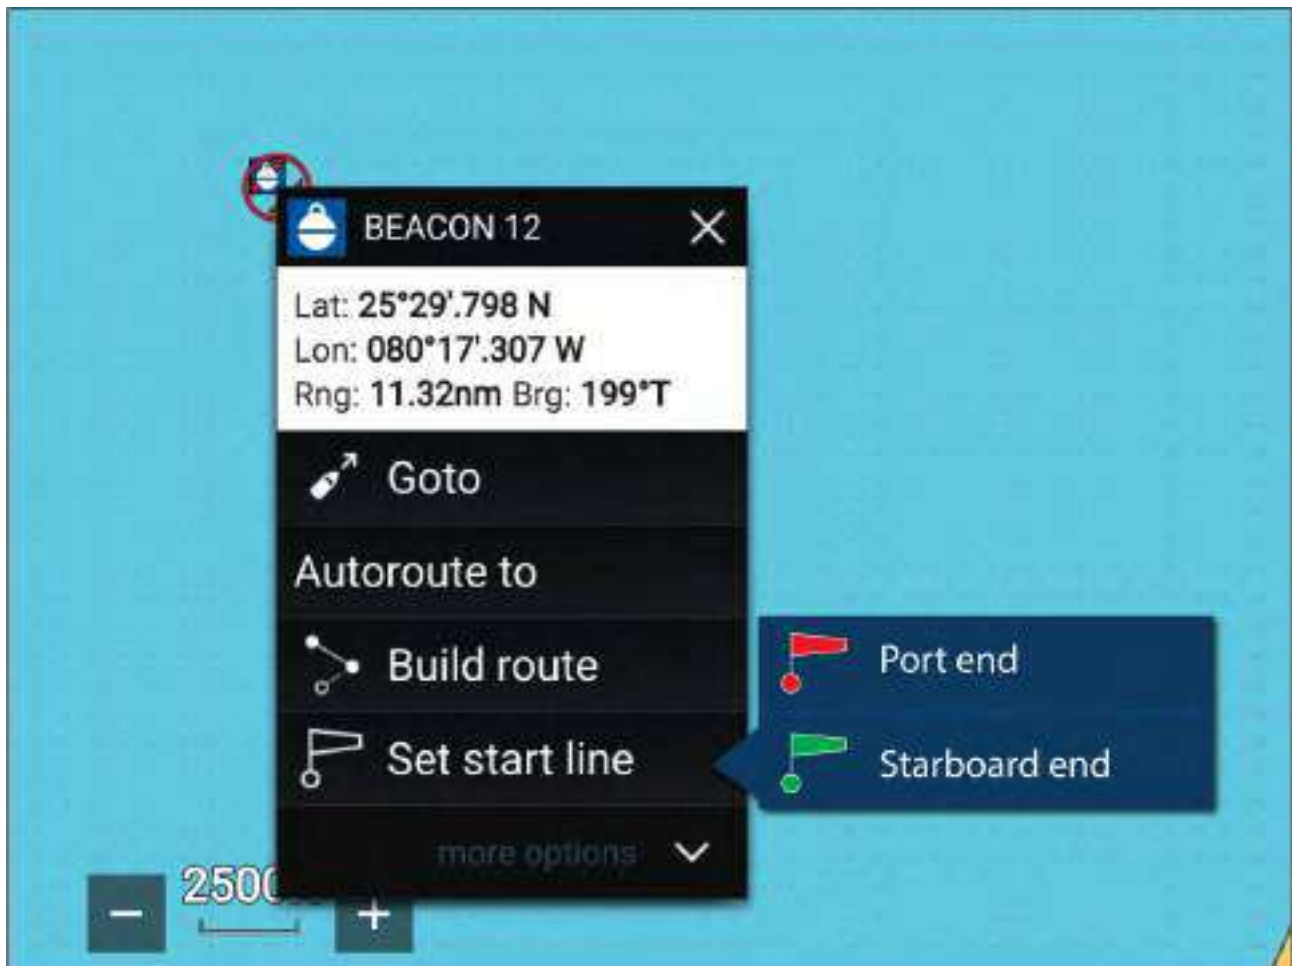 BEACON 12
Lat: 25°29'.798 N
Lon: 080°17'.307 W
Rng: 11.32nm Brg: 199°T
Goto
Autoroute to
Build route
Port end
Set start line
Starboard end
more options